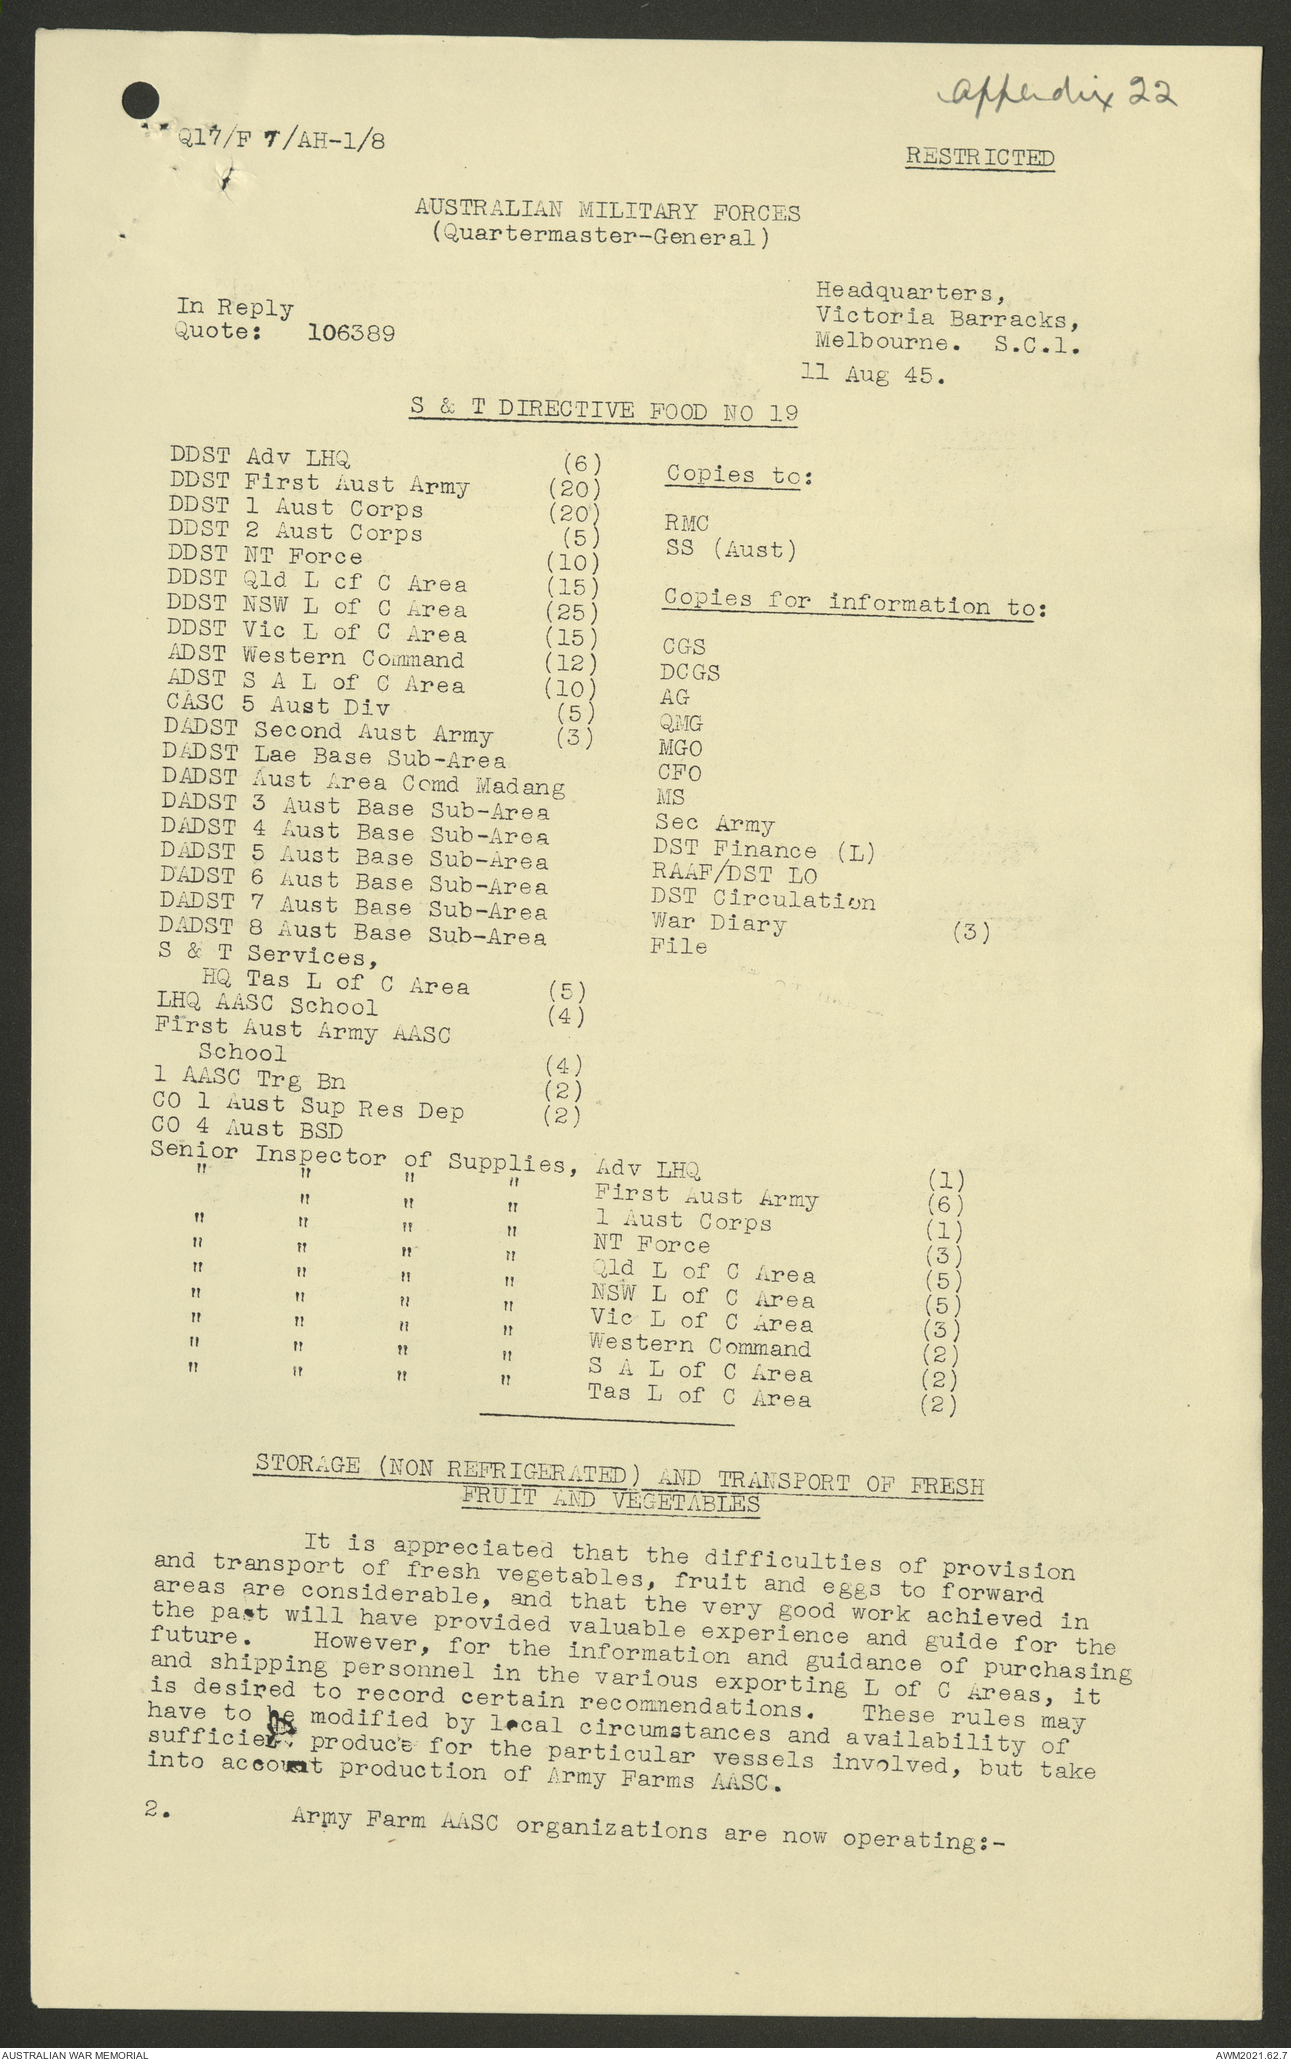 Appendix 22
Q17/F 7/AH-1/8
RESTRICTED
AUSTRALIAN MILITARY FORCES
(Quartermaster-General)
In Reply
Quote: 106389
Headquarters,
Victoria Barracks,
Melbourne. S.C.1.
11 Aug 45.
S & T DIRECTIVE FOOD NO 19
DDST Adv LHQ (6)
DDST First Aust Army (20)
DDST 1 Aust Corps (20)
DDST 2 Aust Corps (5)
DDST NT Force (10)
DDST Qld L cf C Area (15)
DDST NSW L of C Area (25)
DDST Vic L of C Area (15)
ADST Western Command (12)
ADST S A L of C Area (10)
CASC 5 Aust Div (5)
DADST Second Aust Army (3)
DADST Lae Base Sub-Area
DADST Aust Area Comd Madang
DADST 3 Aust Base Sub-Area
DADST 4 Aust Base Sub-Area
DADST 5 Aust Base Sub-Area
DADST 6 Aust Base Sub-Area
DADST 7 Aust Base Sub-Area
DADST 8 Aust Base Sub-Area
S & T Services,
HQ Tas L of C Area (5)
LHQ AASC School (4)
First Aust Army AASC
School (4)
1 AASC Trg Bn (2)
CO 1 Aust Sup Res Dep (2)
CO 4 Aust BSD
Copies to:
RMC
SS (Aust)
Copies for information to:
CGS
DCGS
AG
QMG
MGO
CFO
MS
Sec Army
DST Finance (L)
RAAF/DST LO
DST Circulation
War Diary (3)
File
Senior Inspector of Supplies, Adv LHQ (1)
" " " " First Aust Army (6)
" " " 1 Aust Corps (1)
" " " " NT Force (3)
" " " " Qld L of C Area (5)
" " " " NSW L of C Area (5)
" " " " Vic L of C Area (3)
" " " " Western Command (2)
" " " " S A L of C Area (2)
" " " " Tas L of C Area (2)
STORAGE (NON REFRIGERATED) AND TRANSPORT OF FRESH
FRUIT AND VEGETABLES
It is appreciated that the difficulties of provision
and transport of fresh vegetables, fruit and eggs to forward
areas are considerable, and that the very good work achieved in
the past will have provided valuable experience and guide for the
future. However, for the information and guidance of purchasing
and shipping personnel in the various exporting L of C Areas, it
is desired to record certain recommendations. These rules may
have to be modified by local circumstances and availability of
sufficient produce for the particular vessels involved, but take
into account production of Army Farms AASC.
2. Army Farm AASC organizations are now operating:-
AUSTRALIAN WAR MEMORIAL
AWM2021.62.7